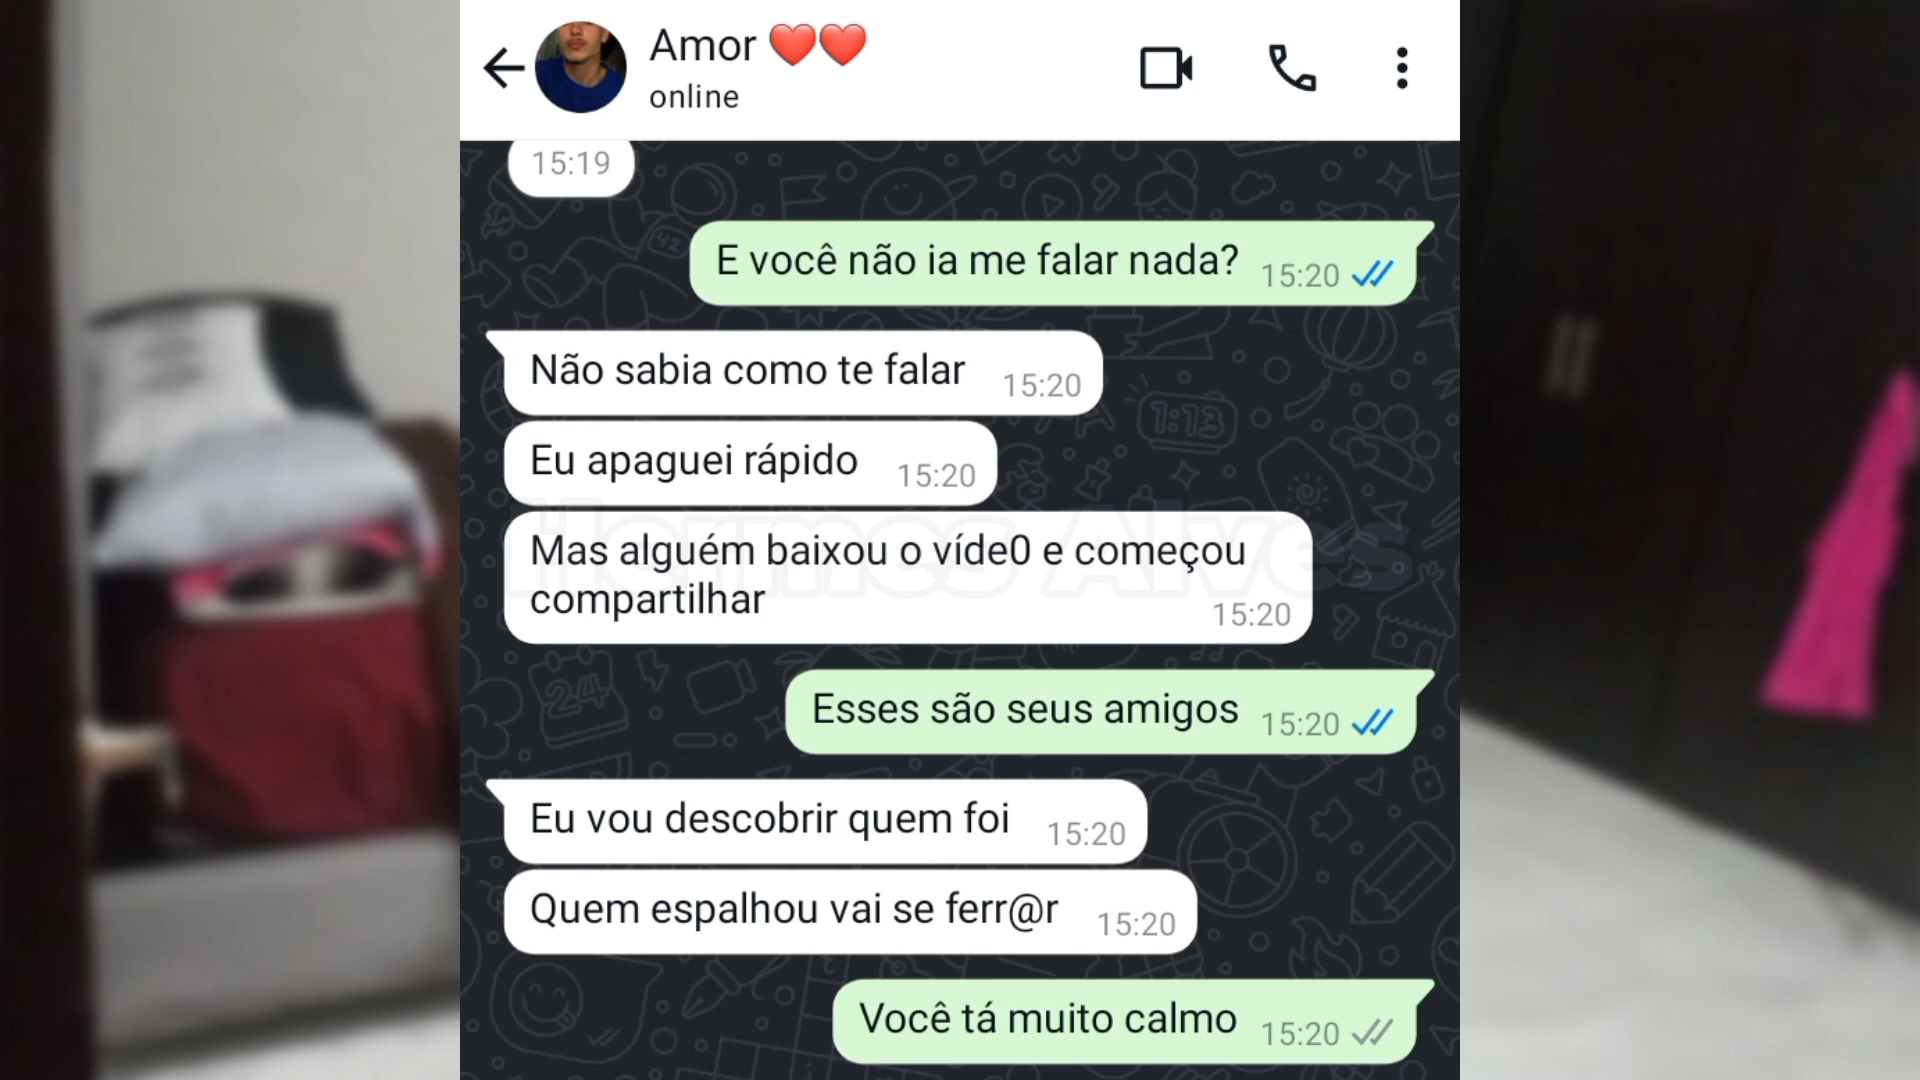 Amor ❤️❤️
online
15:19
E você não ia me falar nada? 15:20
Não sabia como te falar 15:20
Eu apaguei rápido 15:20
Mas alguém baixou o víde0 e começou
compartilhar 15:20
Hermes Alves
Esses são seus amigos 15:20
Eu vou descobrir quem foi 15:20
Quem espalhou vai se ferr@r 15:20
Você tá muito calmo 15:20